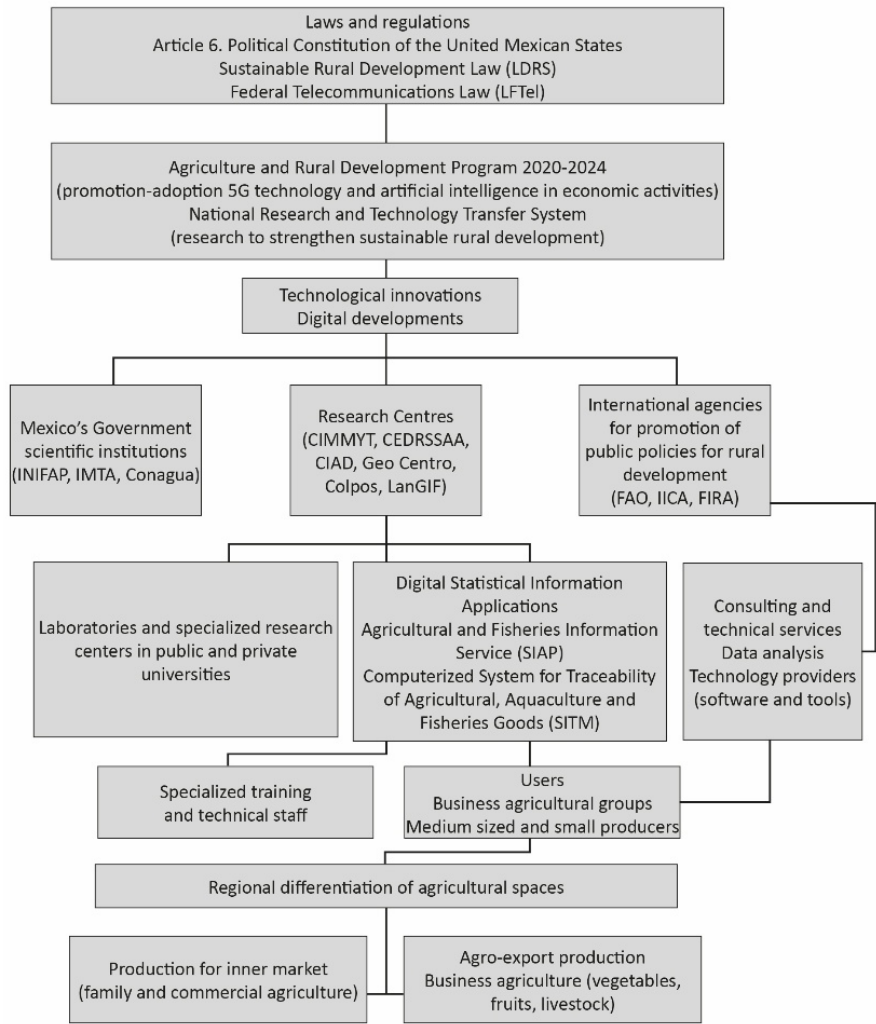 Laws and regulations
Article 6. Political Constitution of the United Mexican States
Sustainable Rural Development Law (LDRS)
Federal Telecommunications Law (LFTel)
Agriculture and Rural Development Program 2020-2024
(promotion-adoption 5G technology and artificial intelligence in economic activities)
National Research and Technology Transfer System
(research to strengthen sustainable rural development)
Technological innovations
Digital developments
Mexico's Government
scientific institutions
(INIFAP, IMTA, Conagua)
Research Centres
(CIMMYT, CEDRSSAA,
CIAD, Geo Centro,
Colpos, LanGIF)
International agencies
for promotion of
public policies for rural
development
(FAO, IICA, FIRA)
Laboratories and specialized research
centers in public and private
universities
Digital Statistical Information
Applications
Agricultural and Fisheries Information
Service (SIAP)
Computerized System for Traceability
of Agricultural, Aquaculture and
Fisheries Goods (SITM)
Consulting and
technical services
Data analysis
Technology providers
(software and tools)
Specialized training
and technical staff
Users
Business agricultural groups
Medium sized and small producers
Regional differentiation of agricultural spaces
Production for inner market
(family and commercial agriculture)
Agro-export production
Business agriculture (vegetables,
fruits, livestock)